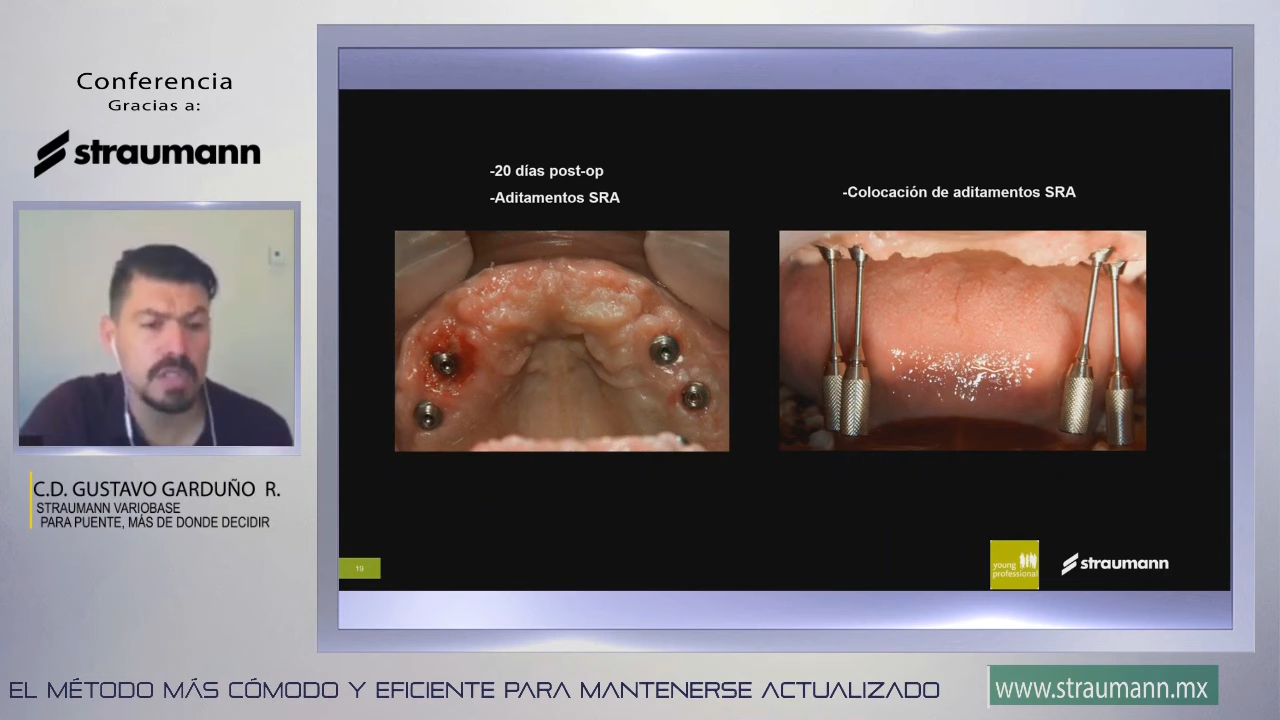 Conferencia
Gracias a:
straumann
C.D. GUSTAVO GARDUÑO R.
STRAUMANN VARIOBASE
PARA PUENTE, MÁS DE DONDE DECIDIR
-20 días post-op
-Aditamentos SRA
-Colocación de aditamentos SRA
19
young
professional
straumann
EL MÉTODO MÁS CÓMODO Y EFICIENTE PARA MANTENERSE ACTUALIZADO
www.straumann.mx